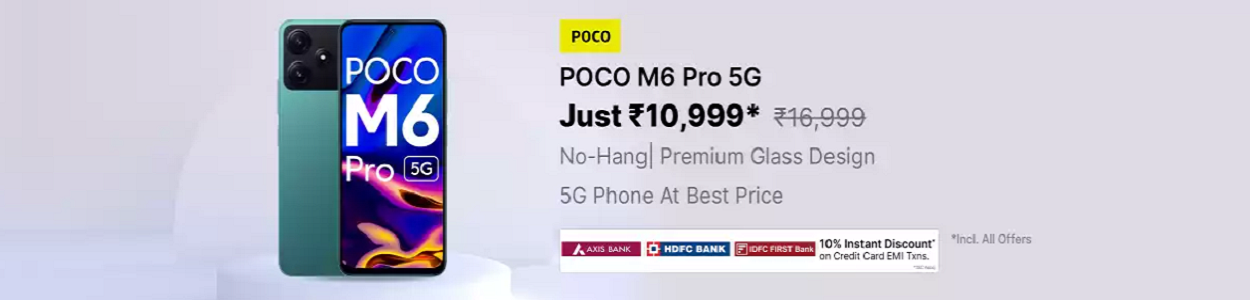 POCO
M6
Pro 5G
POCO
POCO M6 Pro 5G
Just ₹10,999* ₹16,999
No-Hang| Premium Glass Design
5G Phone At Best Price
AXIS BANK HDFC BANK IDFC FIRST Bank
10% Instant Discount*
on Credit Card EMI Txns.
*Incl. All Offers